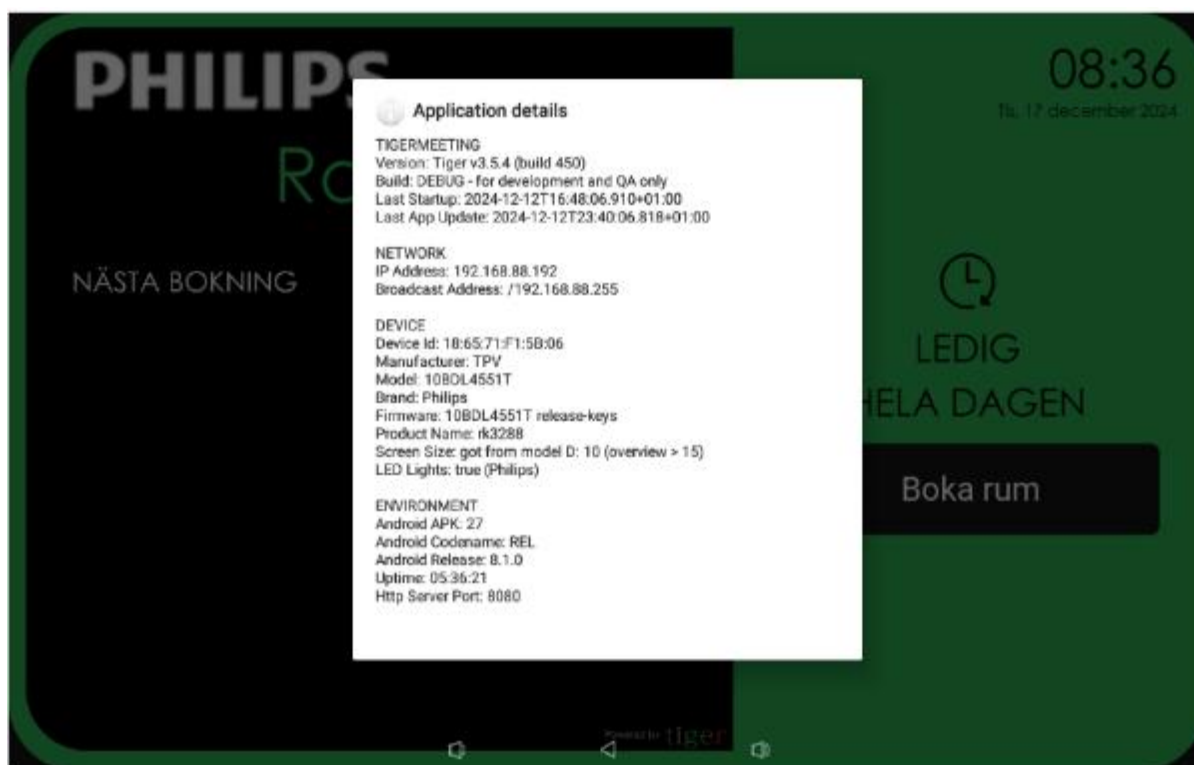 PHILIPS
08:36
17 december 2024
NÄSTA BOKNING
Application details
TIGERMEETING
Version: Tiger v3.5.4 (build 450)
Build: DEBUG - for development and QA only
Last Startup: 2024-12-12T16:48:06.910+01:00
Last App Update: 2024-12-12T23:40:06.818+01:00
NETWORK
IP Address: 192.168.88.192
Broadcast Address: /192.168.88.255
DEVICE
Device Id: 18:65:71:F1:5B:06
Manufacturer: TPV
Model: 10BDL4551T
Brand: Philips
Firmware: 10BDL4551T release-keys
Product Name: rk3288
Screen Size: got from model D: 10 (overview > 15)
LED Lights: true (Philips)
ENVIRONMENT
Android APK: 27
Android Codename: REL
Android Release: 8.1.0
Uptime: 05:36:21
Http Server Port: 8080
LEDIG
HELA DAGEN
Boka rum
Powered by tiger